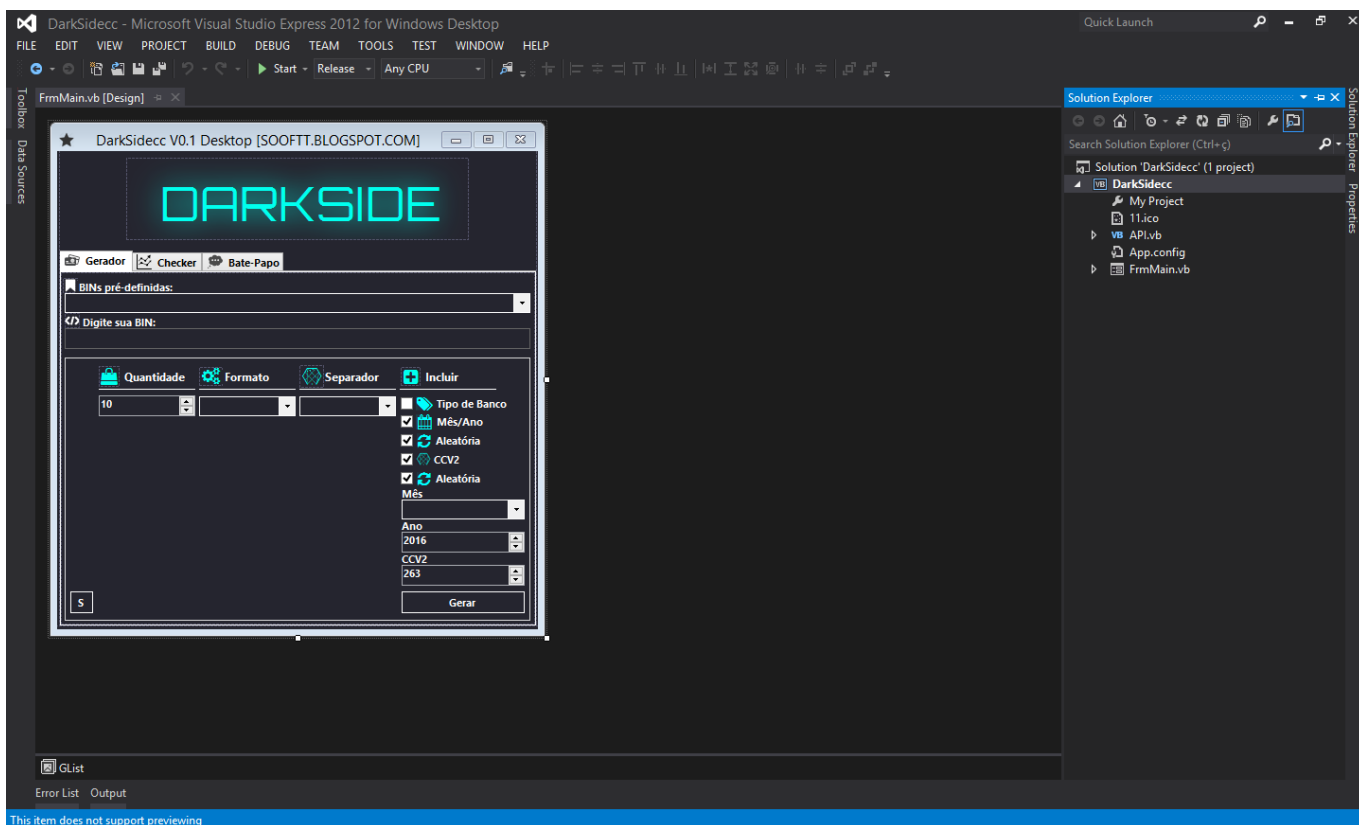 DarkSidecc - Microsoft Visual Studio Express 2012 for Windows Desktop
Quick Launch
FILE EDIT VIEW PROJECT BUILD DEBUG TEAM TOOLS TEST WINDOW HELP
Start Release Any CPU
Toolbox
Data Sources
FrmMain.vb [Design]
DarkSidecc V0.1 Desktop [SOOFTT.BLOGSPOT.COM]
DARKSIDE
Gerador Checker Bate-Papo
BINs pré-definidas:
</> Digite sua BIN:
Quantidade Formato Separador Incluir
10
Tipo de Banco
Mês/Ano
Aleatória
CCV2
Aleatória
Mês
Ano
2016
CCV2
263
S
Gerar
GList
Error List Output
This item does not support previewing
Solution Explorer
Search Solution Explorer (Ctrl+ç)
Solution 'DarkSidecc' (1 project)
VB DarkSidecc
My Project
11.ico
VB API.vb
App.config
FrmMain.vb
Solution Explorer
Properties